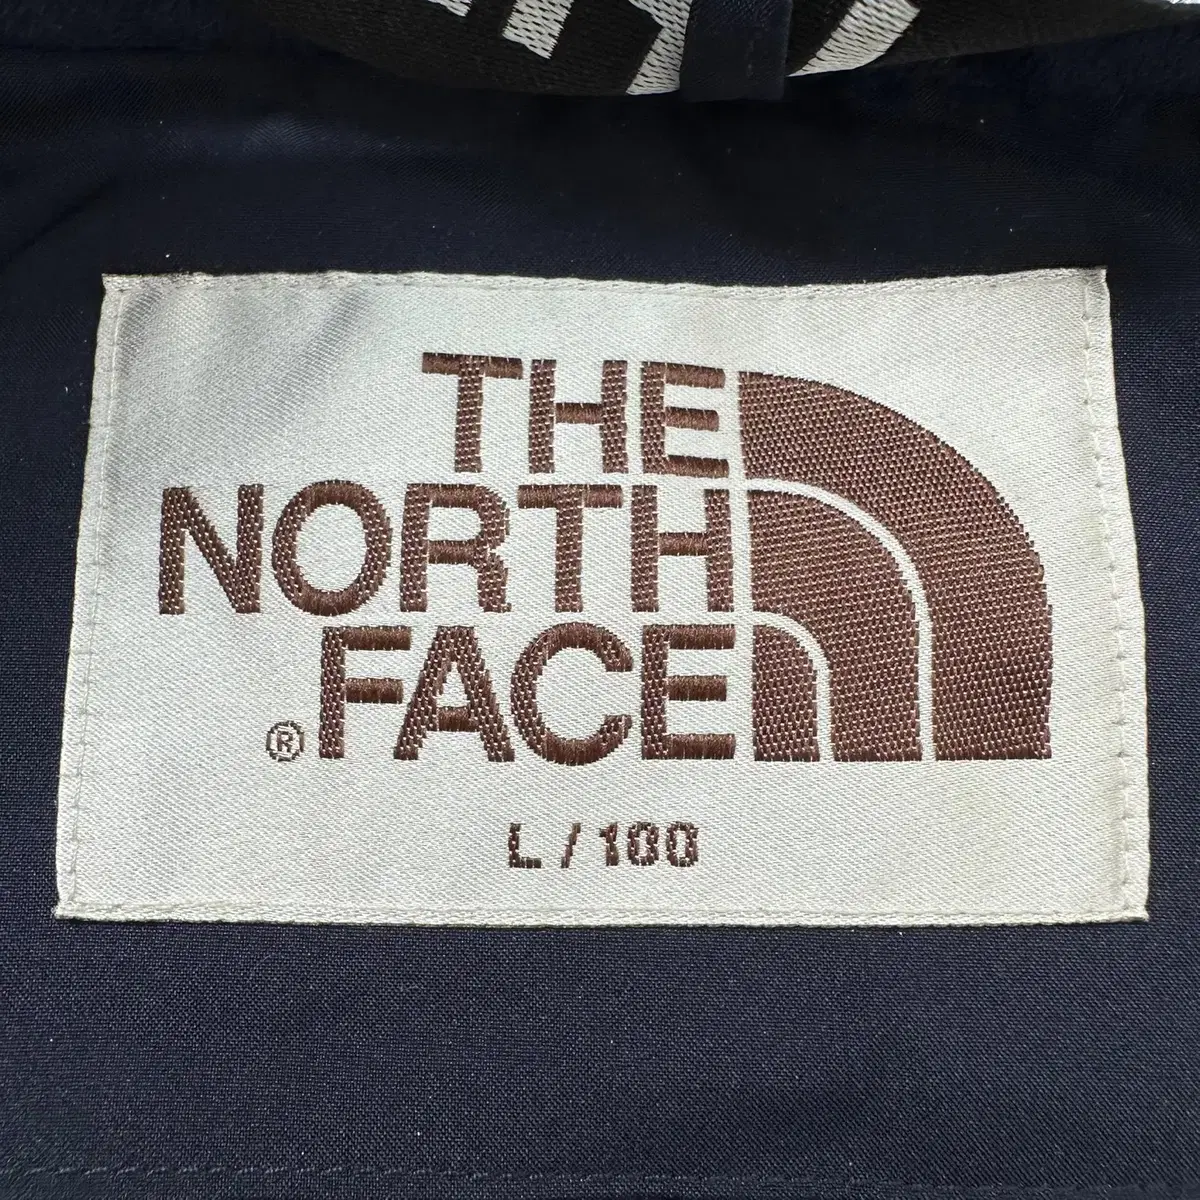 THE
NORTH
® FACE
L / 100